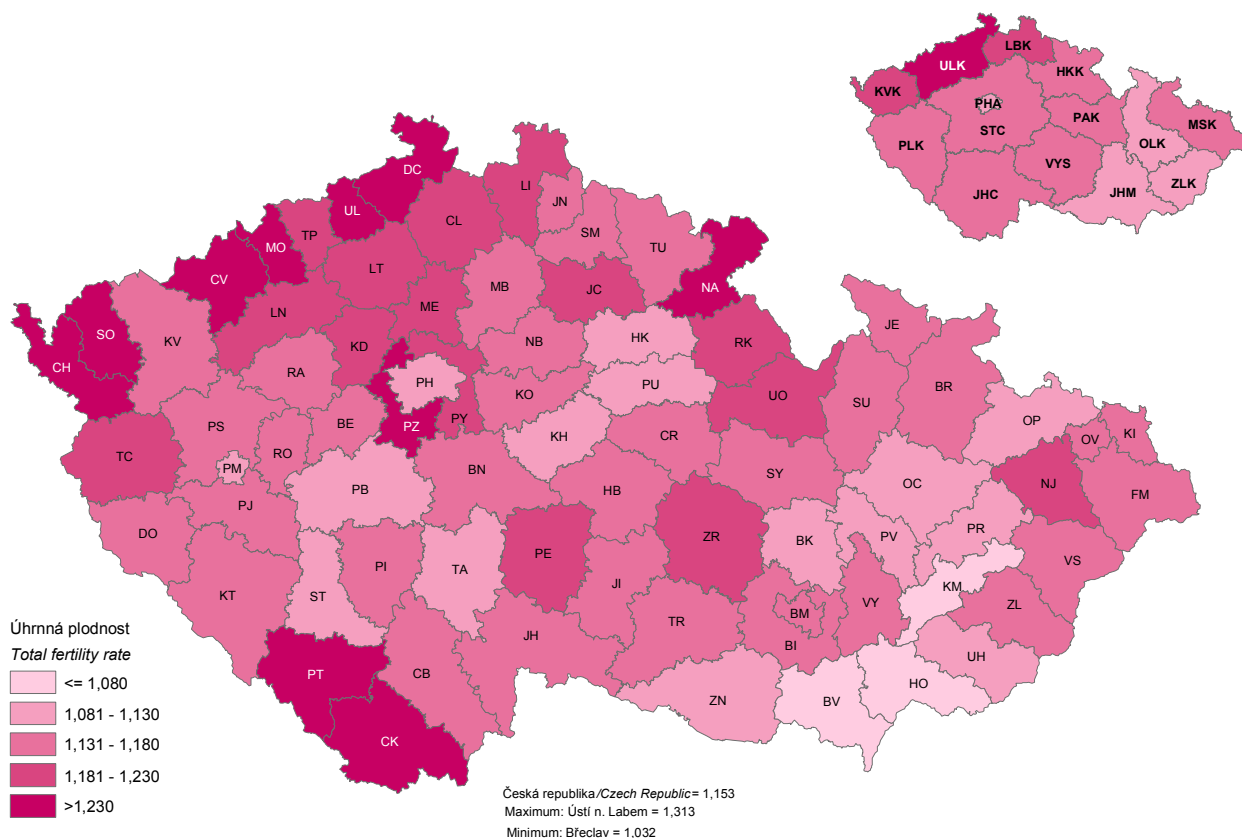 LBK
ULK
HKK
KVK
PHA
PAK
MSK
STC
PLK
OLK
VYS
ZLK
JHM
JHC
DC
LI
UL
JN
CL
TP
SM
MO
TU
LT
CV
MB
NA
JC
ME
LN
SO
JE
KV
NB
HK
RK
KD
CH
RA
PH
BR
PU
KO
UO
SU
PY
BE
PZ
OP
PS
CR
KH
OV
KI
RO
TC
PM
BN
SY
OC
NJ
PB
HB
FM
PJ
PR
DO
ZR
PV
BK
PE
VS
PI
TA
JI
KM
KT
ST
VY
ZL
BM
TR
JH
BI
UH
PT
CB
HO
ZN
BV
CK
Úhrnná plodnost
Total fertility rate
<= 1,080
1,081 - 1,130
1,131 - 1,180
1,181 - 1,230
>1,230
Česká republika/Czech Republic= 1,153
Maximum: Ústí n. Labem = 1,313
Minimum: Břeclav = 1,032